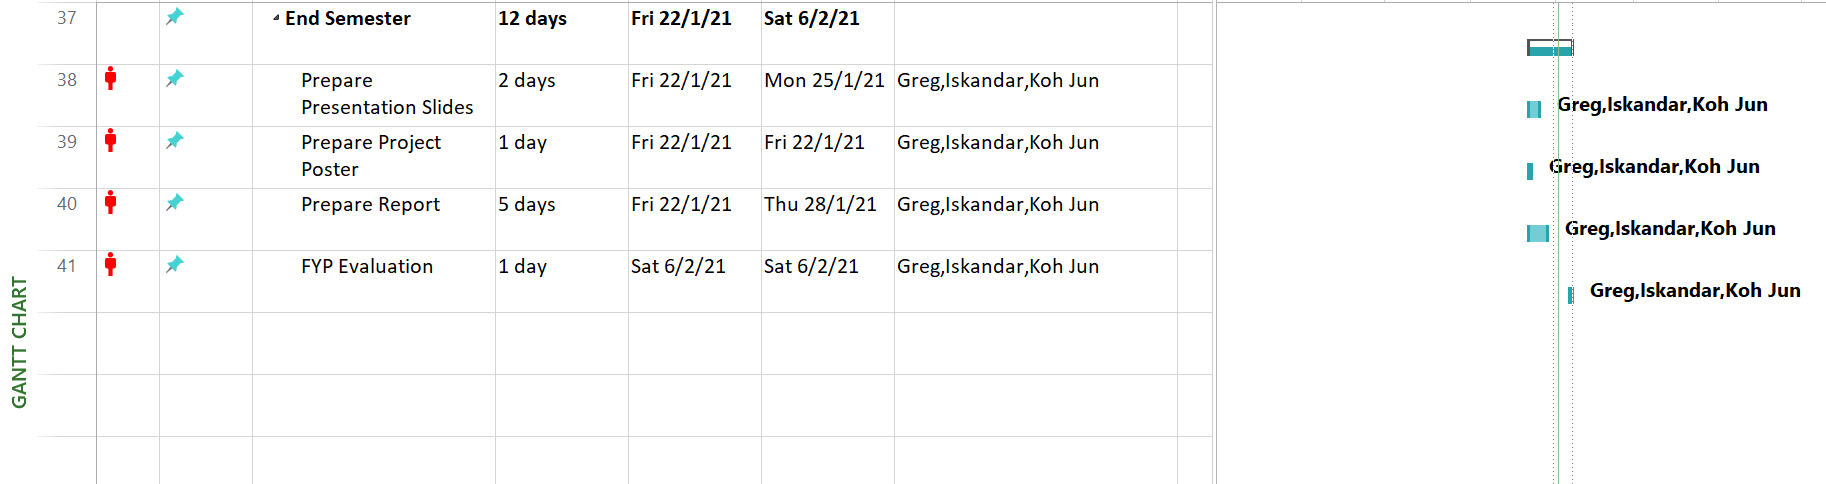 37 End Semester 12 days Fri 22/1/21 Sat 6/2/21
38 Prepare 2 days Fri 22/1/21 Mon 25/1/21 Greg,Iskandar,Koh Jun
Presentation Slides
Greg,Iskandar,Koh Jun
39 Prepare Project 1 day Fri 22/1/21 Fri 22/1/21 Greg,Iskandar,Koh Jun
Poster
Greg,Iskandar,Koh Jun
40 Prepare Report 5 days Fri 22/1/21 Thu 28/1/21 Greg,Iskandar,Koh Jun
Greg,Iskandar,Koh Jun
41 FYP Evaluation 1 day Sat 6/2/21 Sat 6/2/21 Greg,Iskandar,Koh Jun
Greg,Iskandar,Koh Jun
GANTT CHART